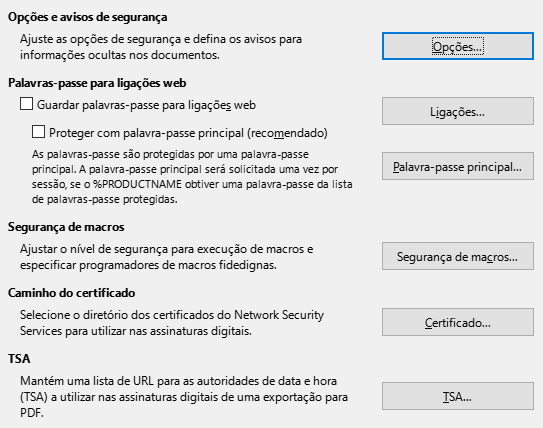 Opções e avisos de segurança
Ajuste as opções de segurança e defina os avisos para
informações ocultas nos documentos.
Opções...
Palavras-passe para ligações web
Guardar palavras-passe para ligações web
Ligações...
Proteger com palavra-passe principal (recomendado)
As palavras-passe são protegidas por uma palavra-passe
principal. A palavra-passe principal será solicitada uma vez por
sessão, se o %PRODUCTNAME obtiver uma palavra-passe da lista
de palavras-passe protegidas.
Palavra-passe principal...
Segurança de macros
Ajustar o nível de segurança para execução de macros e
especificar programadores de macros fidedignas.
Segurança de macros...
Caminho do certificado
Selecione o diretório dos certificados do Network Security
Services para utilizar nas assinaturas digitais.
Certificado...
TSA
Mantém uma lista de URL para as autoridades de data e hora
(TSA) a utilizar nas assinaturas digitais de uma exportação para
PDF.
TSA...